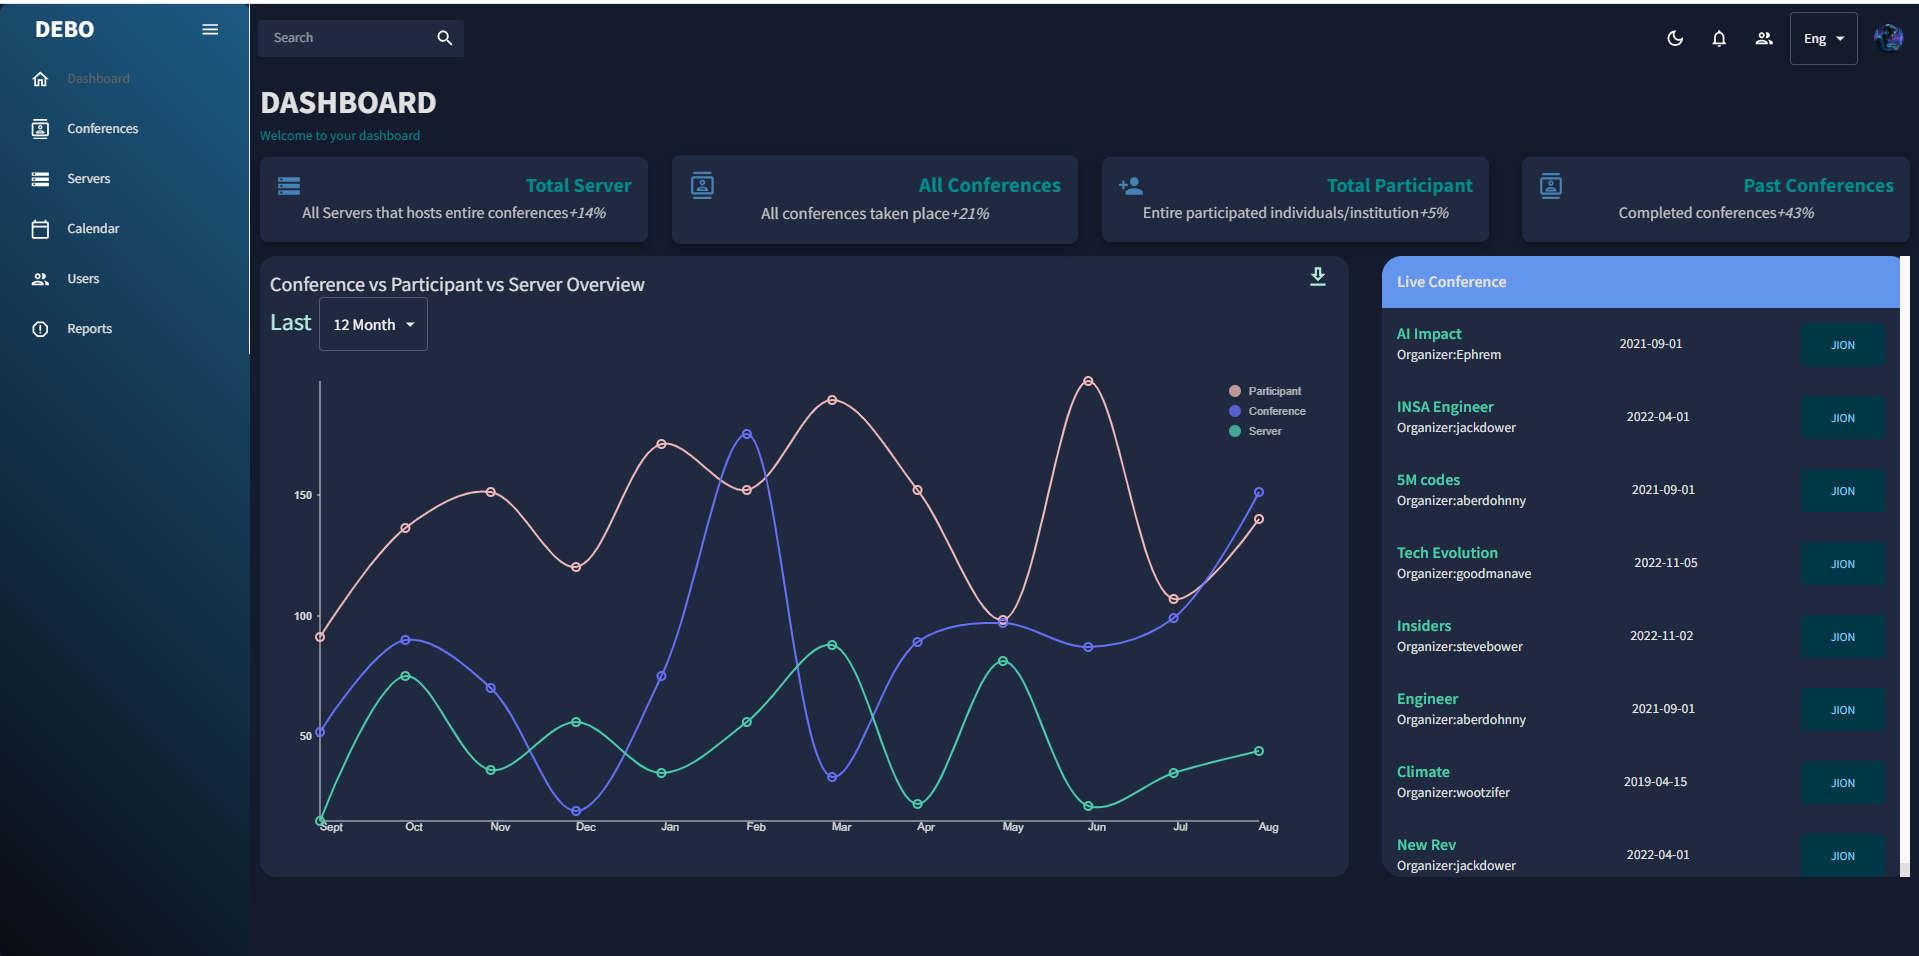 DEBO
Dashboard
Conferences
Servers
Calendar
Users
Reports
Search
Eng
DASHBOARD
Welcome to your dashboard
Total Server
All Servers that hosts entire conferences+14%
All Conferences
All conferences taken place+21%
Total Participant
Entire participated individuals/institution+5%
Past Conferences
Completed conferences+43%
Conference vs Participant vs Server Overview
Last 12 Month
Participant
Conference
Server
150
100
50
Sept Oct Nov Dec Jan Feb Mar Apr May Jun Jul Aug
Live Conference
AI Impact
Organizer:Ephrem
2021-09-01
JION
INSA Engineer
Organizer:jackdower
2022-04-01
JION
5M codes
Organizer:aberdohnny
2021-09-01
JION
Tech Evolution
Organizer:goodmanave
2022-11-05
JION
Insiders
Organizer:stevebower
2022-11-02
JION
Engineer
Organizer:aberdohnny
2021-09-01
JION
Climate
Organizer:wootzifer
2019-04-15
JION
New Rev
Organizer:jackdower
2022-04-01
JION